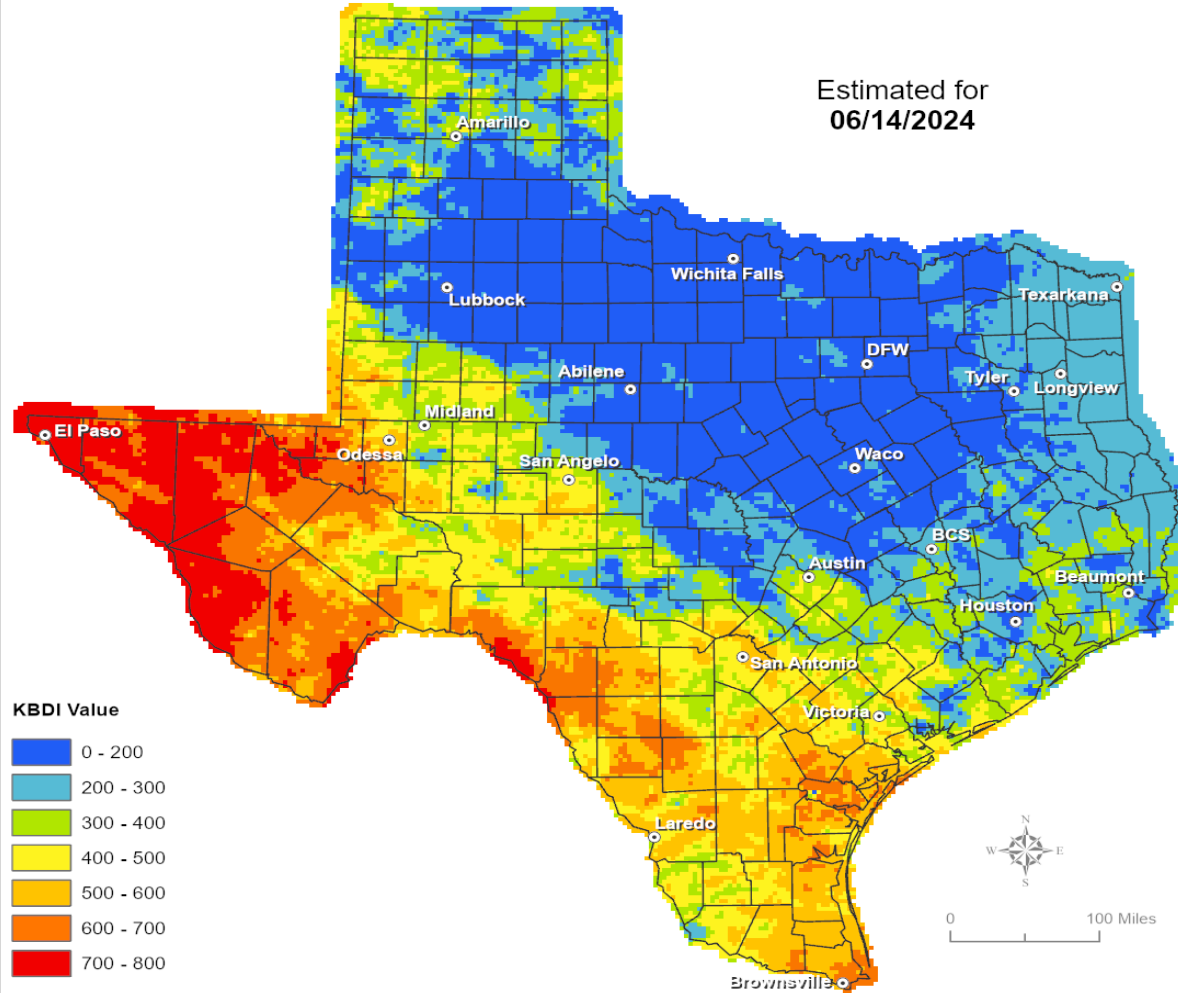 Estimated for
06/14/2024
Amarillo
Wichita Falls
Texarkana
Lubbock
DFW
Abilene
Tyler
Longview
Midland
El Paso
Odessa
Waco
San Angelo
BCS
Austin
Beaumont
Houston
San Antonio
Victoria
Laredo
Brownsville
KBDI Value
0 - 200
200 - 300
300 - 400
400 - 500
500 - 600
600 - 700
700 - 800
N
W E
S
0 100 Miles